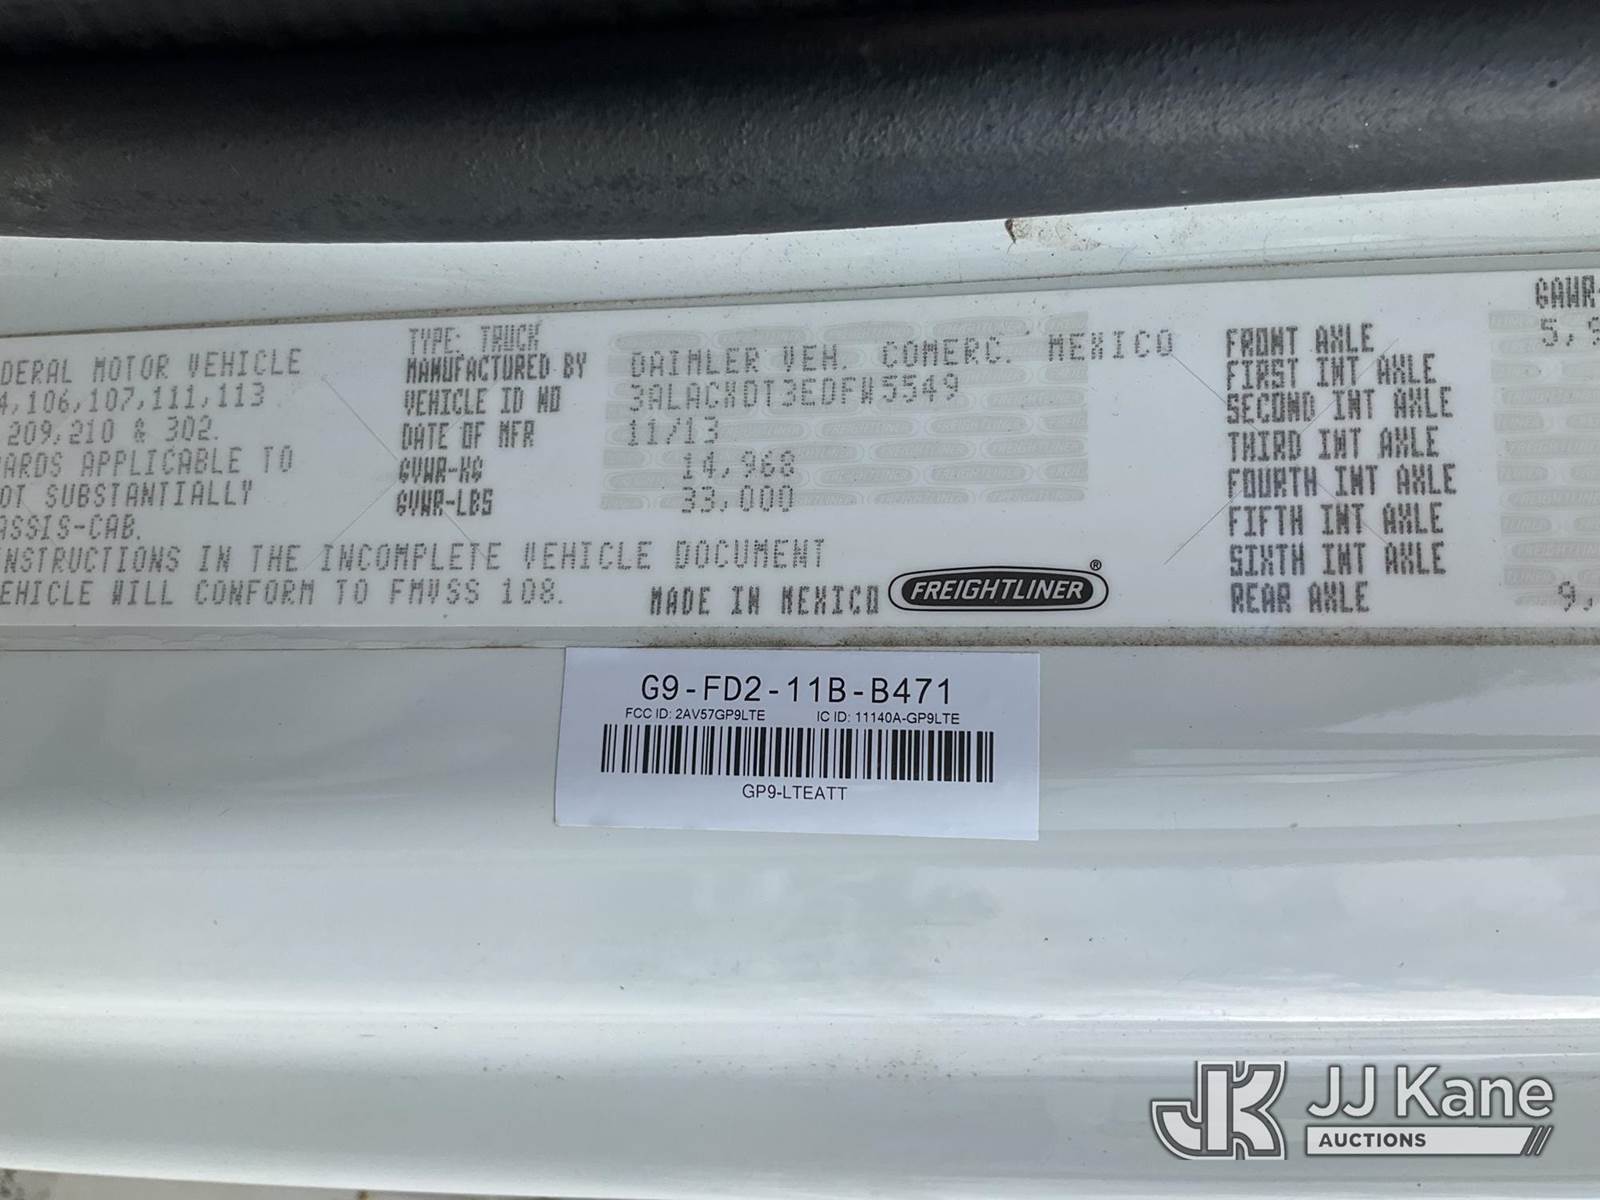 TYPE: TRUCK
MANUFACTURED BY DAIMLER VEH. COMERC. MEXICO
VEHICLE ID NO 3ALACXDT3EDFW5549
DATE OF MFR 11/13
GVWR-KG 14,968
GVWR-LBS 33,000
DERAL MOTOR VEHICLE
4,106,107,111,113
209,210 & 302.
ARDS APPLICABLE TO
OT SUBSTANTIALLY
ASSIS-CAB.
INSTRUCTIONS IN THE INCOMPLETE VEHICLE DOCUMENT
EHICLE WILL CONFORM TO FMVSS 108.
MADE IN MEXICO FREIGHTLINER®
GAWR-
FRONT AXLE 5,9
FIRST INT AXLE
SECOND INT AXLE
THIRD INT AXLE
FOURTH INT AXLE
FIFTH INT AXLE
SIXTH INT AXLE
REAR AXLE 9,
G9-FD2-11B-B471
FCC ID: 2AV57GP9LTE IC ID: 11140A-GP9LTE
GP9-LTEATT
JK JJ Kane
AUCTIONS